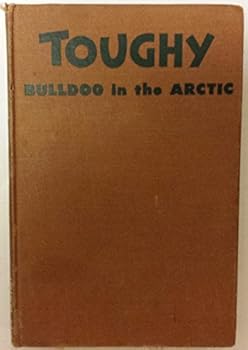 TOUGHY
BULLDOG in the ARCTIC